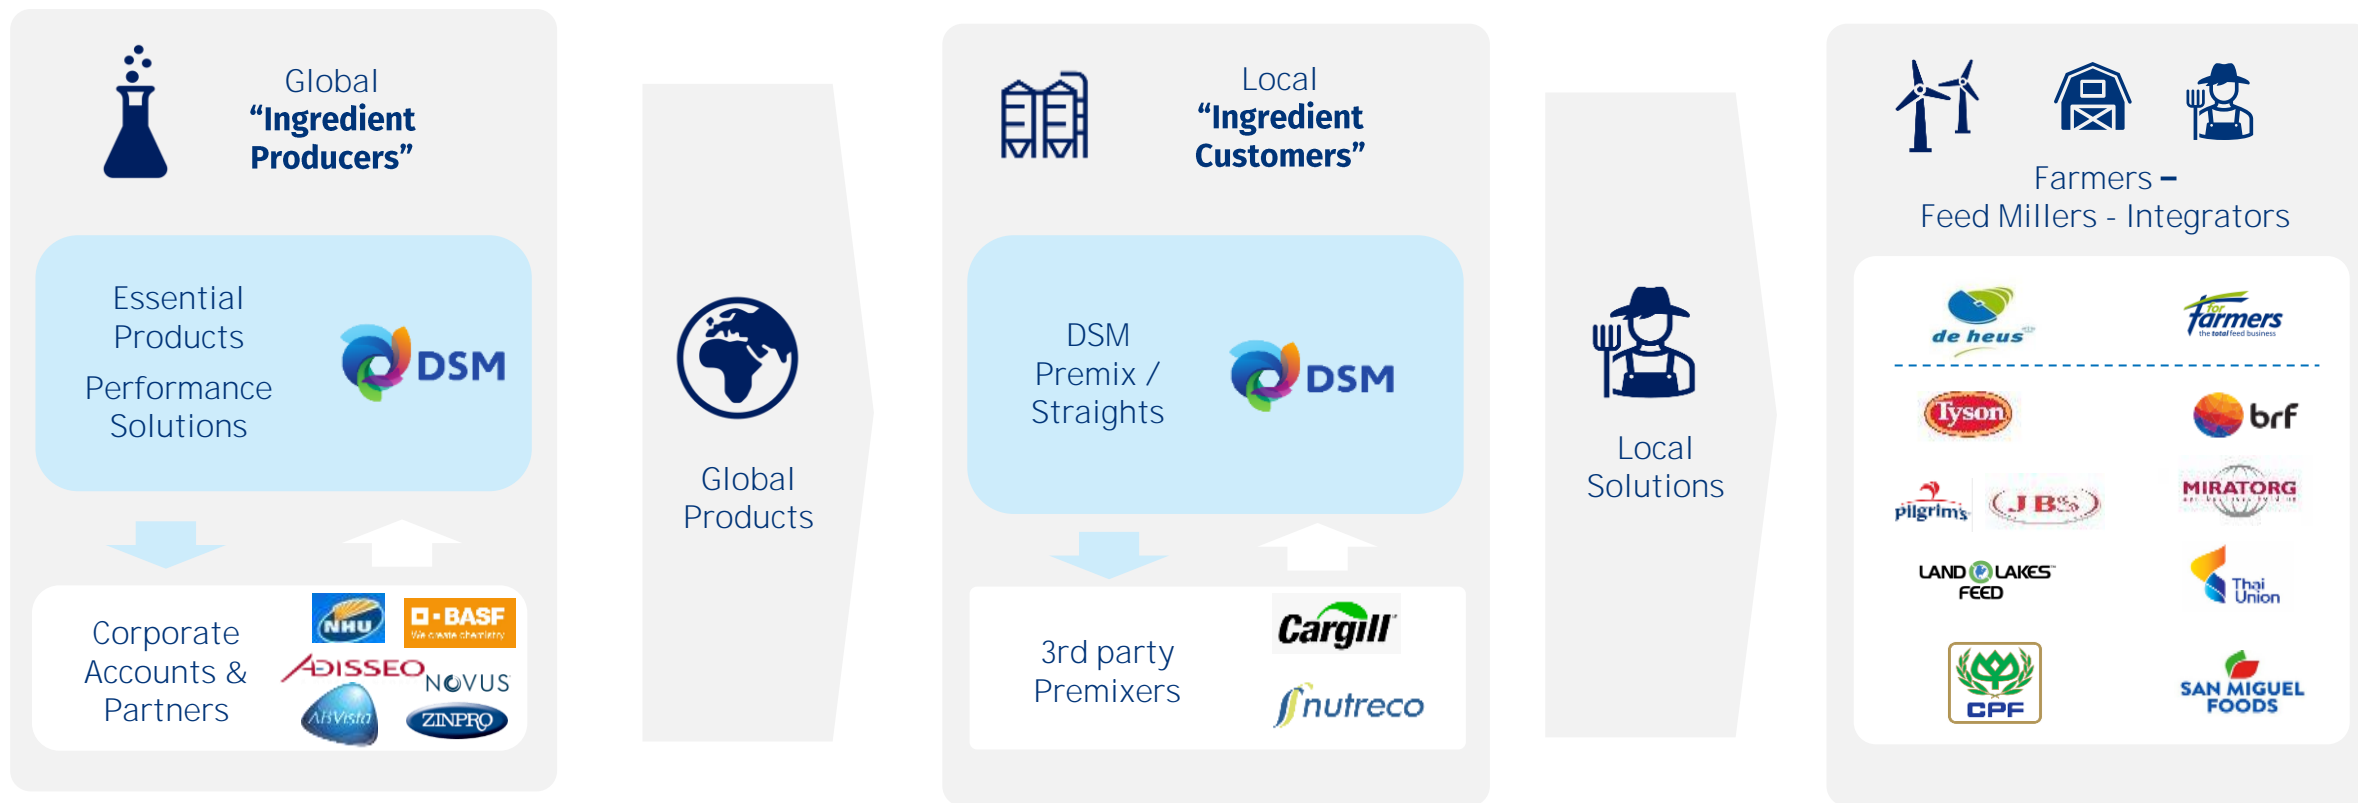 Global
“Ingredient
Producers”
Essential
Products
Performance
Solutions
DSM
Corporate
Accounts &
Partners
NHU
BASF
We create chemistry
ADISSEO
NOVUS
ABVista
ZINPRO
Global
Products
Local
“Ingredient
Customers”
DSM
Premix /
Straights
DSM
3rd party
Premixers
Cargill
nutreco
Local
Solutions
Farmers –
Feed Millers - Integrators
de heus
for
farmers
the total feed business
Tyson
brf
pilgrim's
JBS
MIRATORG
LAND O LAKES
FEED
Thai
Union
CPF
SAN MIGUEL
FOODS